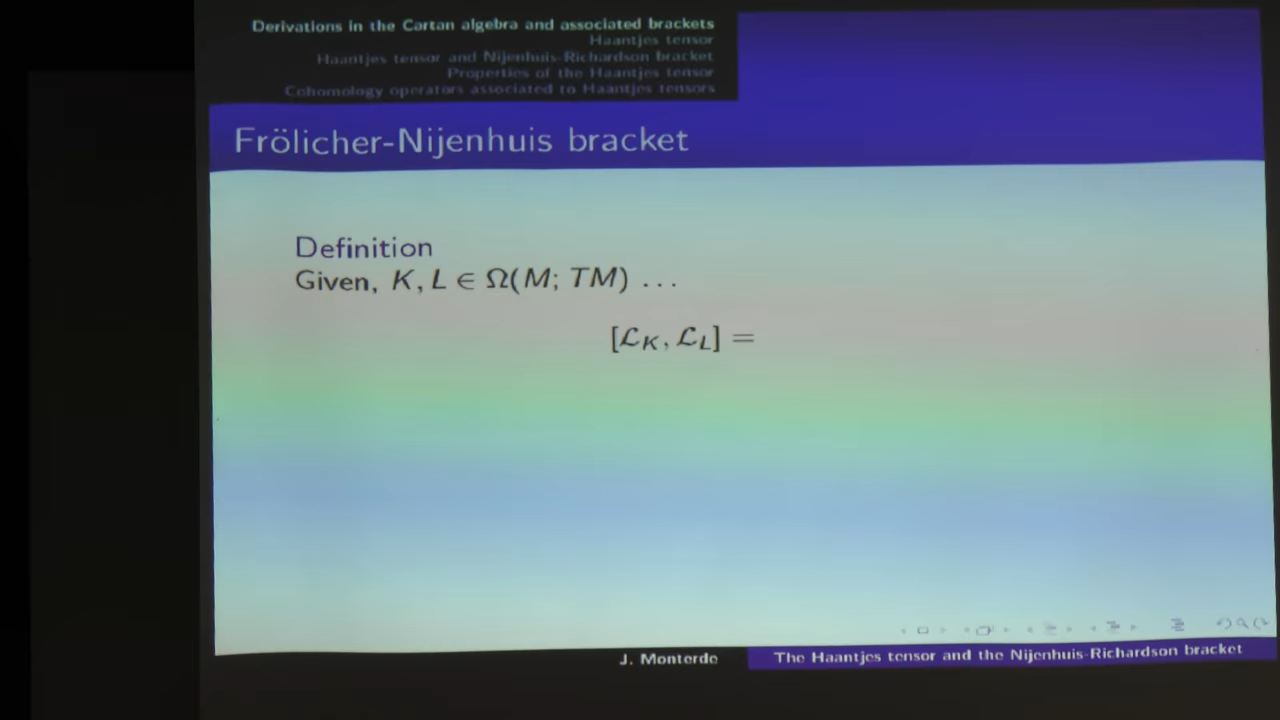 Derivations in the Cartan algebra and associated brackets
Haantjes tensor
Haantjes tensor and Nijenhuis-Richardson bracket
Properties of the Haantjes tensor
Cohomology operators associated to Haantjes tensors
Frölicher-Nijenhuis bracket
Definition
Given, K, L ∈ Ω(M; TM) ...
[ℒ_K, ℒ_L] =
J. Monterde
The Haantjes tensor and the Nijenhuis-Richardson bracket